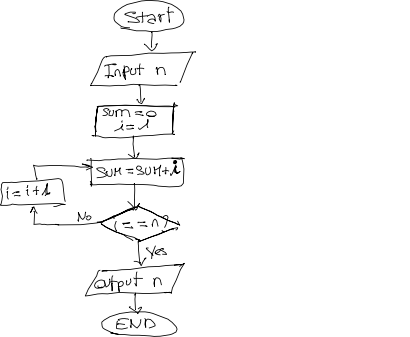 Start
Input n
sum=0
i=1
SUM=SUM+i
i=i+1
No
(==n)
Yes
output n
END